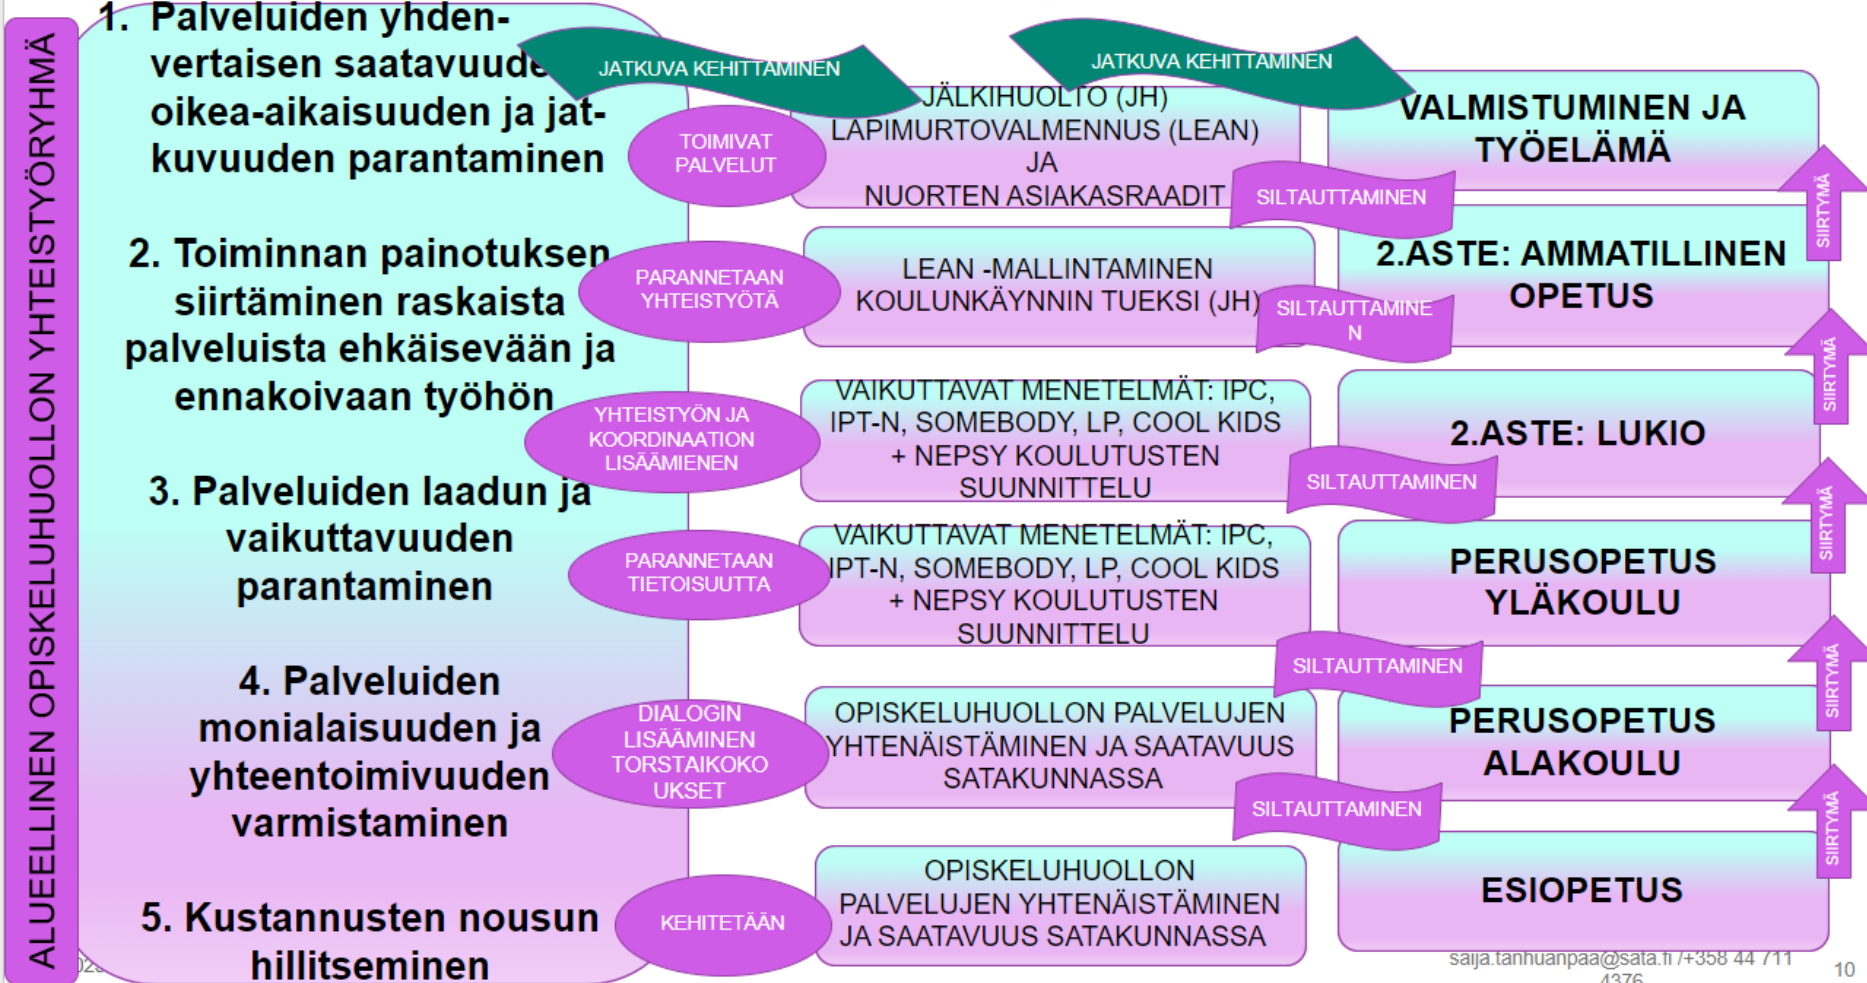 ALUEELLINEN OPISKELUHUOLLON YHTEISTYÖRYHMÄ
1. Palveluiden yhden-
vertaisen saatavuuden
oikea-aikaisuuden ja jat-
kuvuuden parantaminen
2. Toiminnan painotuksen
siirtäminen raskaista
palveluista ehkäisevään ja
ennakoivaan työhön
3. Palveluiden laadun ja
vaikuttavuuden
parantaminen
4. Palveluiden
monialaisuuden ja
yhteentoimivuuden
varmistaminen
5. Kustannusten nousun
hillitseminen
JATKUVA KEHITTÄMINEN
JATKUVA KEHITTÄMINEN
TOIMIVAT
PALVELUT
JÄLKIHUOLTO (JH)
LÄPIMURTOVALMENNUS (LEAN)
JA
NUORTEN ASIAKASRAADIT
SILTAUTTAMINEN
VALMISTUMINEN JA
TYÖELÄMÄ
SIIRTYMÄ
PARANNETAAN
YHTEISTYÖTÄ
LEAN -MALLINTAMINEN
KOULUNKÄYNNIN TUEKSI (JH)
SILTAUTTAMINE
N
2.ASTE: AMMATILLINEN
OPETUS
SIIRTYMÄ
YHTEISTYÖN JA
KOORDINAATION
LISÄÄMIENEN
VAIKUTTAVAT MENETELMÄT: IPC,
IPT-N, SOMEBODY, LP, COOL KIDS
+ NEPSY KOULUTUSTEN
SUUNNITTELU
SILTAUTTAMINEN
2.ASTE: LUKIO
SIIRTYMÄ
PARANNETAAN
TIETOISUUTTA
VAIKUTTAVAT MENETELMÄT: IPC,
IPT-N, SOMEBODY, LP, COOL KIDS
+ NEPSY KOULUTUSTEN
SUUNNITTELU
SILTAUTTAMINEN
PERUSOPETUS
YLÄKOULU
SIIRTYMÄ
DIALOGIN
LISÄÄMINEN
TORSTAIKOKO
UKSET
OPISKELUHUOLLON PALVELUJEN
YHTENÄISTÄMINEN JA SAATAVUUS
SATAKUNNASSA
SILTAUTTAMINEN
PERUSOPETUS
ALAKOULU
SIIRTYMÄ
KEHITETÄÄN
OPISKELUHUOLLON
PALVELUJEN YHTENÄISTÄMINEN
JA SAATAVUUS SATAKUNNASSA
ESIOPETUS
saija.tanhuanpaa@sata.fi /+358 44 711
4376
10